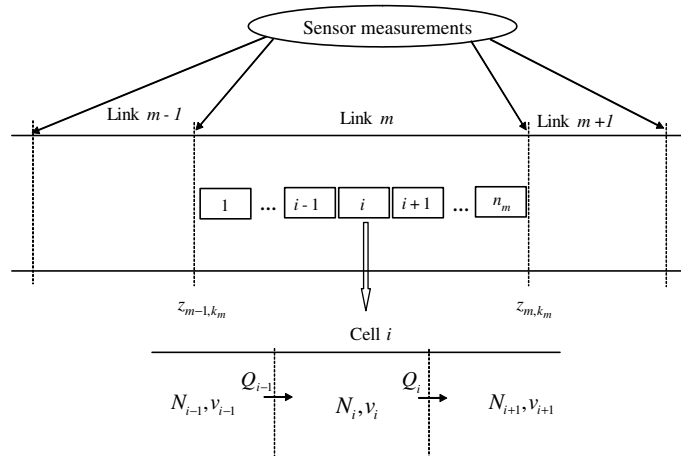 Sensor measurements
Link m - 1 Link m Link m+1
1 ... i - 1 i i + 1 ... n_m
z_{m-1,k_m} z_{m,k_m}
Cell i
Q_{i-1} Q_i
N_{i-1},v_{i-1} N_i,v_i N_{i+1},v_{i+1}